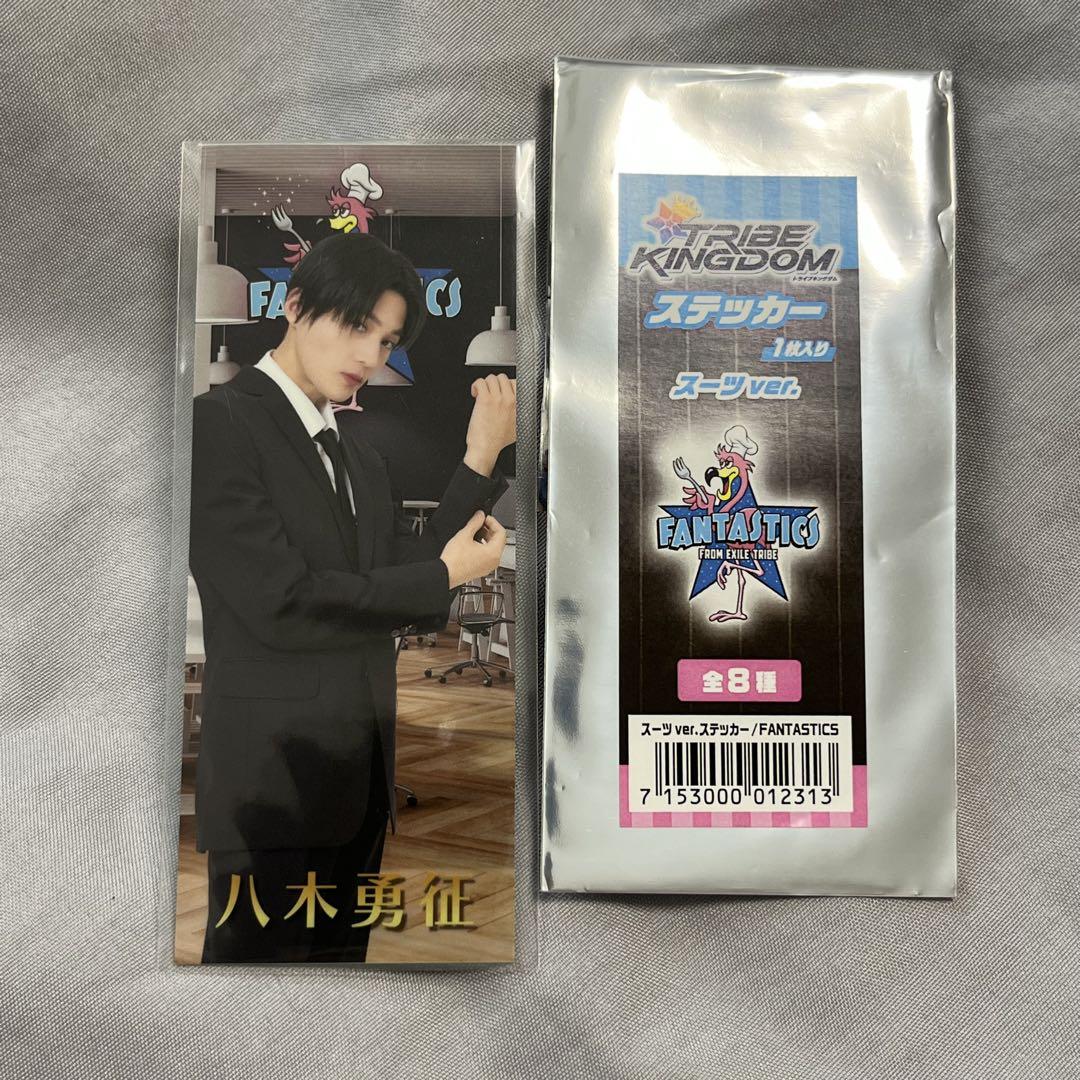 FANTASTICS
八木勇征
TRIBE
KINGDOM
トライブキングダム
ステッカー
1枚入り
スーツver.
FANTASTICS
FROM EXILE TRIBE
全8種
スーツver.ステッカー/FANTASTICS
7 153000 012313